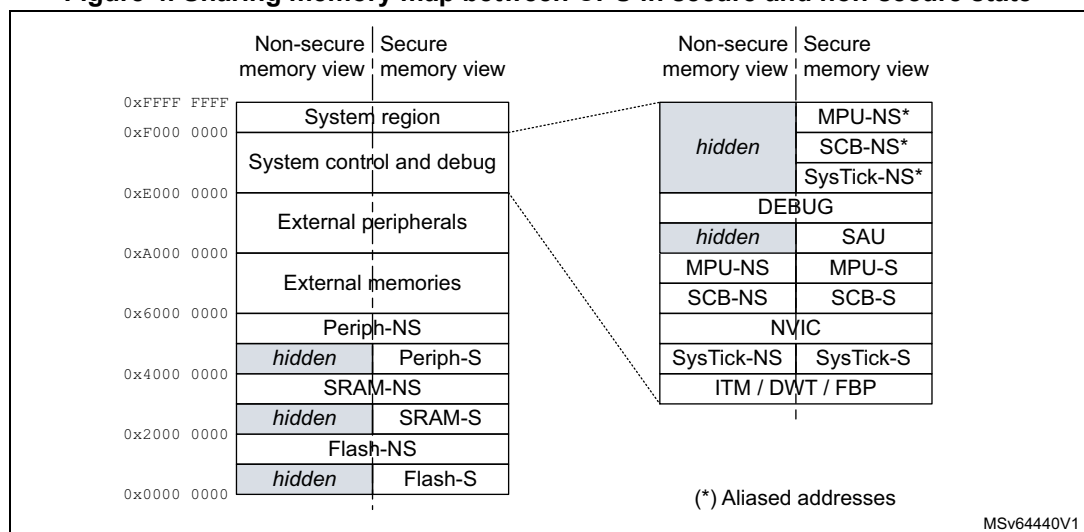 Figure 4. Sharing memory map between CPU in secure and non-secure state
Non-secure memory view
Secure memory view
0xFFFF FFFF
System region
0xF000 0000
System control and debug
0xE000 0000
External peripherals
0xA000 0000
External memories
0x6000 0000
Periph-NS
hidden Periph-S
0x4000 0000
SRAM-NS
hidden SRAM-S
0x2000 0000
Flash-NS
hidden Flash-S
0x0000 0000
Non-secure memory view
Secure memory view
hidden
MPU-NS*
SCB-NS*
SysTick-NS*
DEBUG
hidden SAU
MPU-NS MPU-S
SCB-NS SCB-S
NVIC
SysTick-NS SysTick-S
ITM / DWT / FBP
(*) Aliased addresses
MSv64440V1